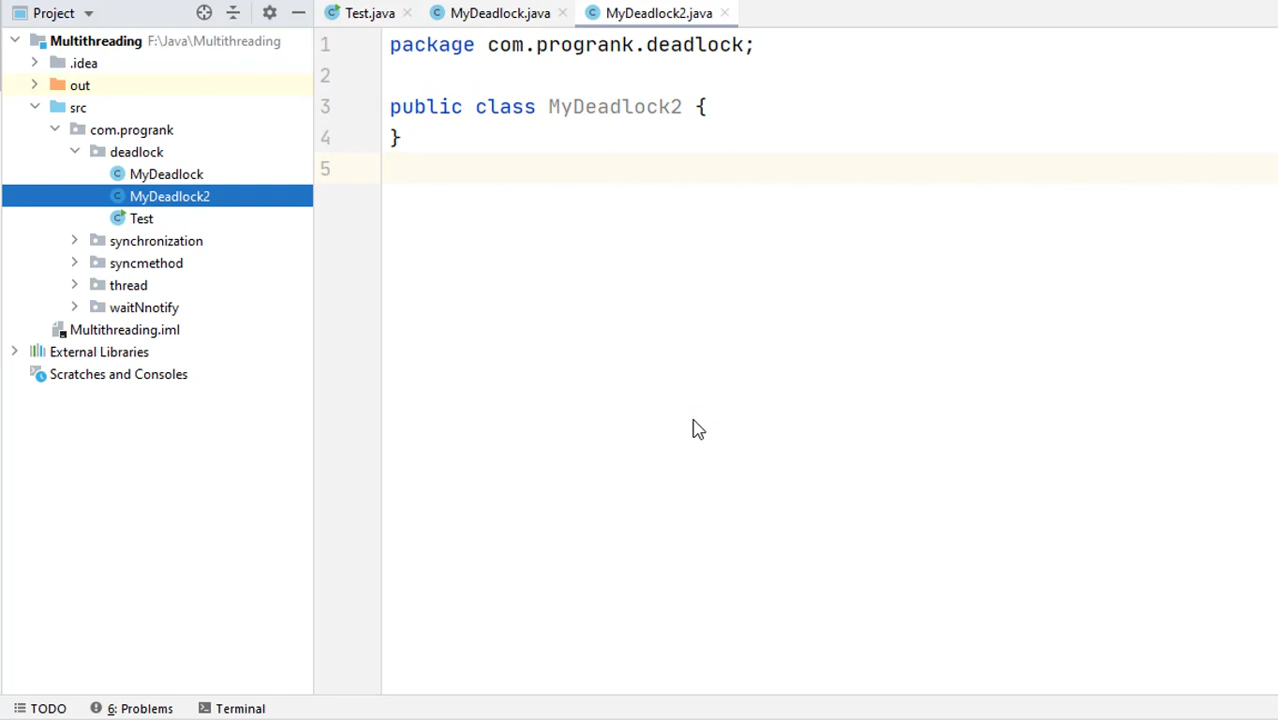 Project
Test.java
MyDeadlock.java
MyDeadlock2.java
Multithreading F:\Java\Multithreading
.idea
out
src
com.progrank
deadlock
MyDeadlock
MyDeadlock2
Test
synchronization
syncmethod
thread
waitNnotify
Multithreading.iml
External Libraries
Scratches and Consoles
1 package com.progrank.deadlock;
2
3 public class MyDeadlock2 {
4 }
5
TODO
6: Problems
Terminal